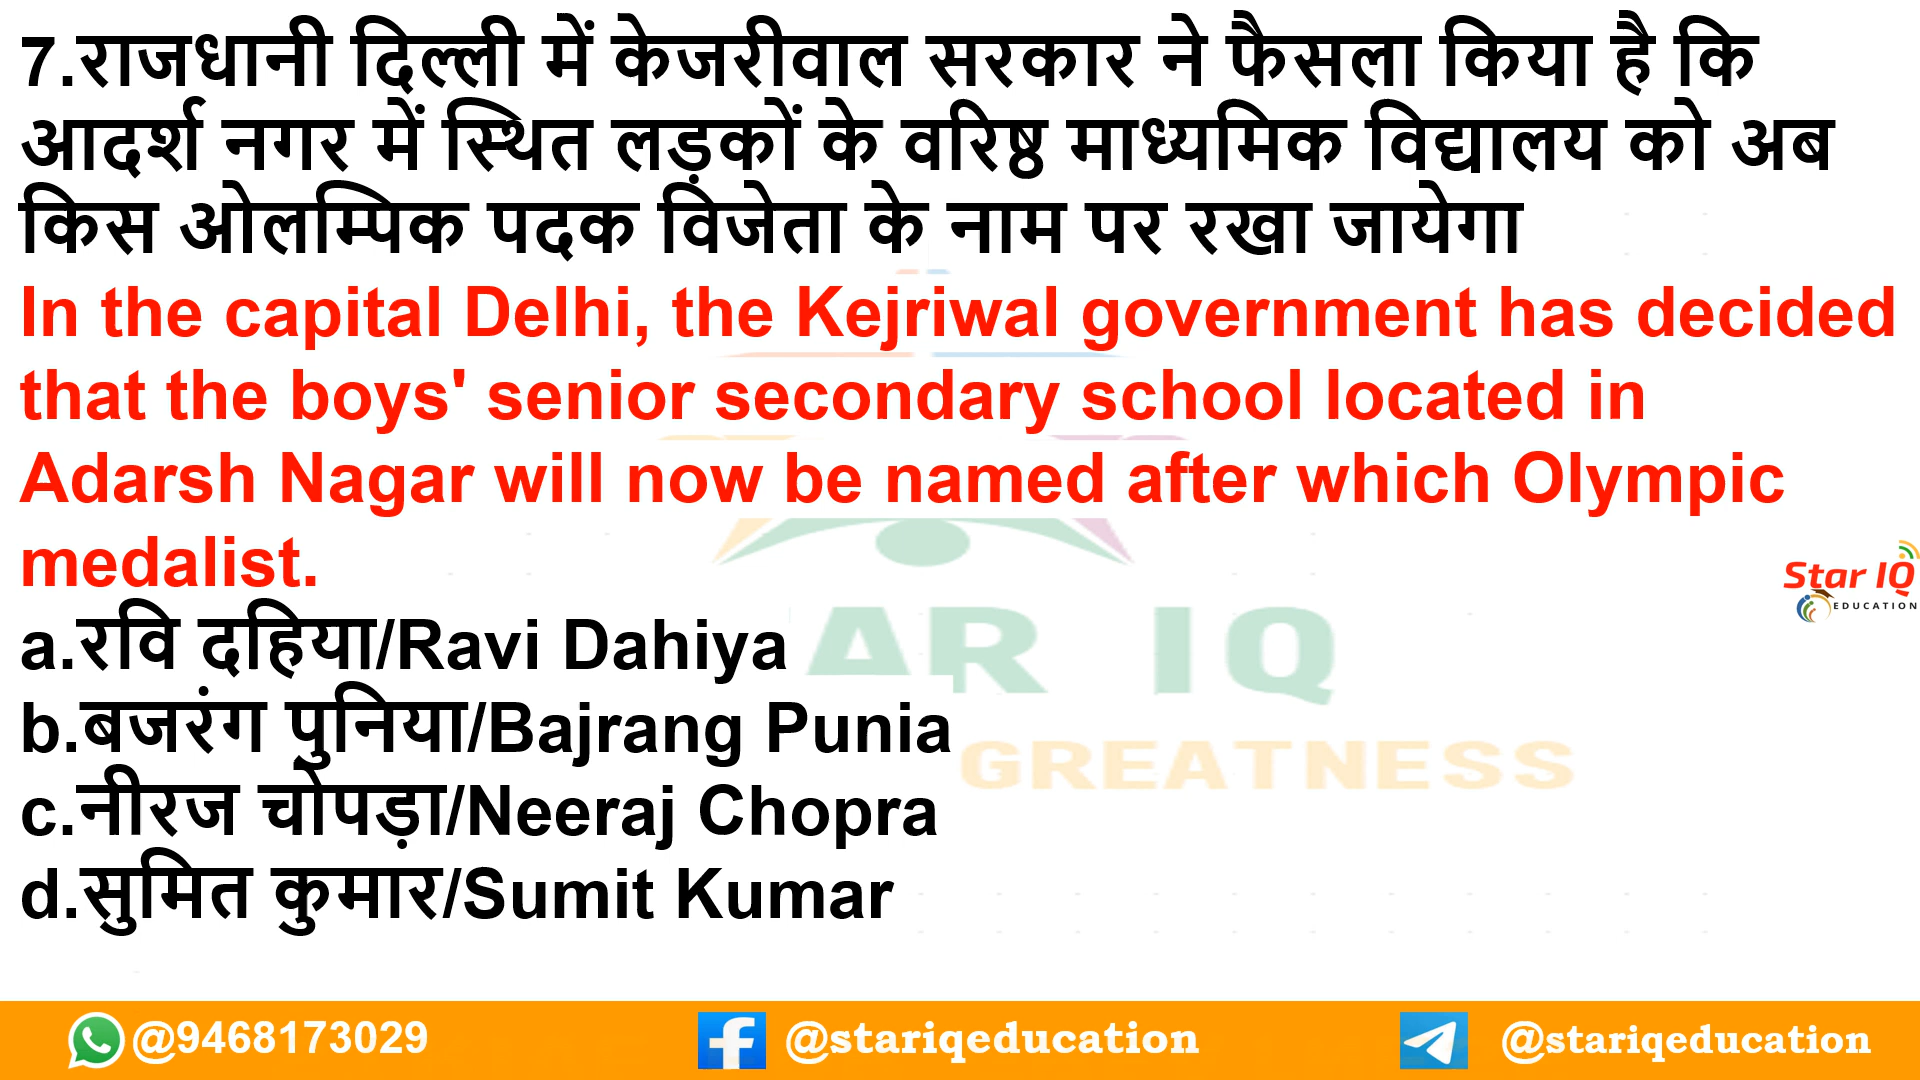 7.राजधानी दिल्ली में केजरीवाल सरकार ने फैसला किया है कि
आदर्श नगर में स्थित लड़कों के वरिष्ठ माध्यमिक विद्यालय को अब
किस ओलम्पिक पदक विजेता के नाम पर रखा जायेगा
In the capital Delhi, the Kejriwal government has decided
that the boys' senior secondary school located in
Adarsh Nagar will now be named after which Olympic
medalist.
Star IQ
EDUCATION
a.रवि दहिया/Ravi Dahiya
AR IQ
b.बजरंग पुनिया/Bajrang Punia
GREATNESS
c.नीरज चोपड़ा/Neeraj Chopra
d.सुमित कुमार/Sumit Kumar
@9468173029
@stariqeducation
@stariqeducation